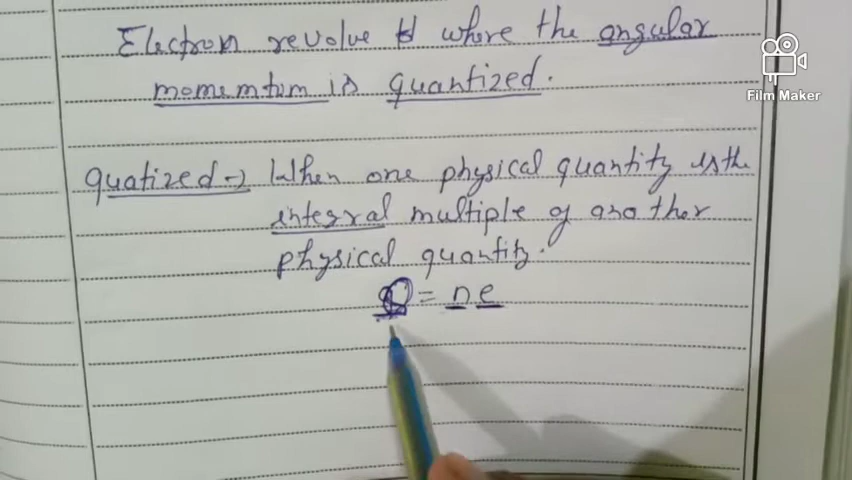 Electron revolve where the angular
momentum is quantized.
Film Maker
quatized → When one physical quantity is the
integral multiple of another
physical quantity.
Q = ne